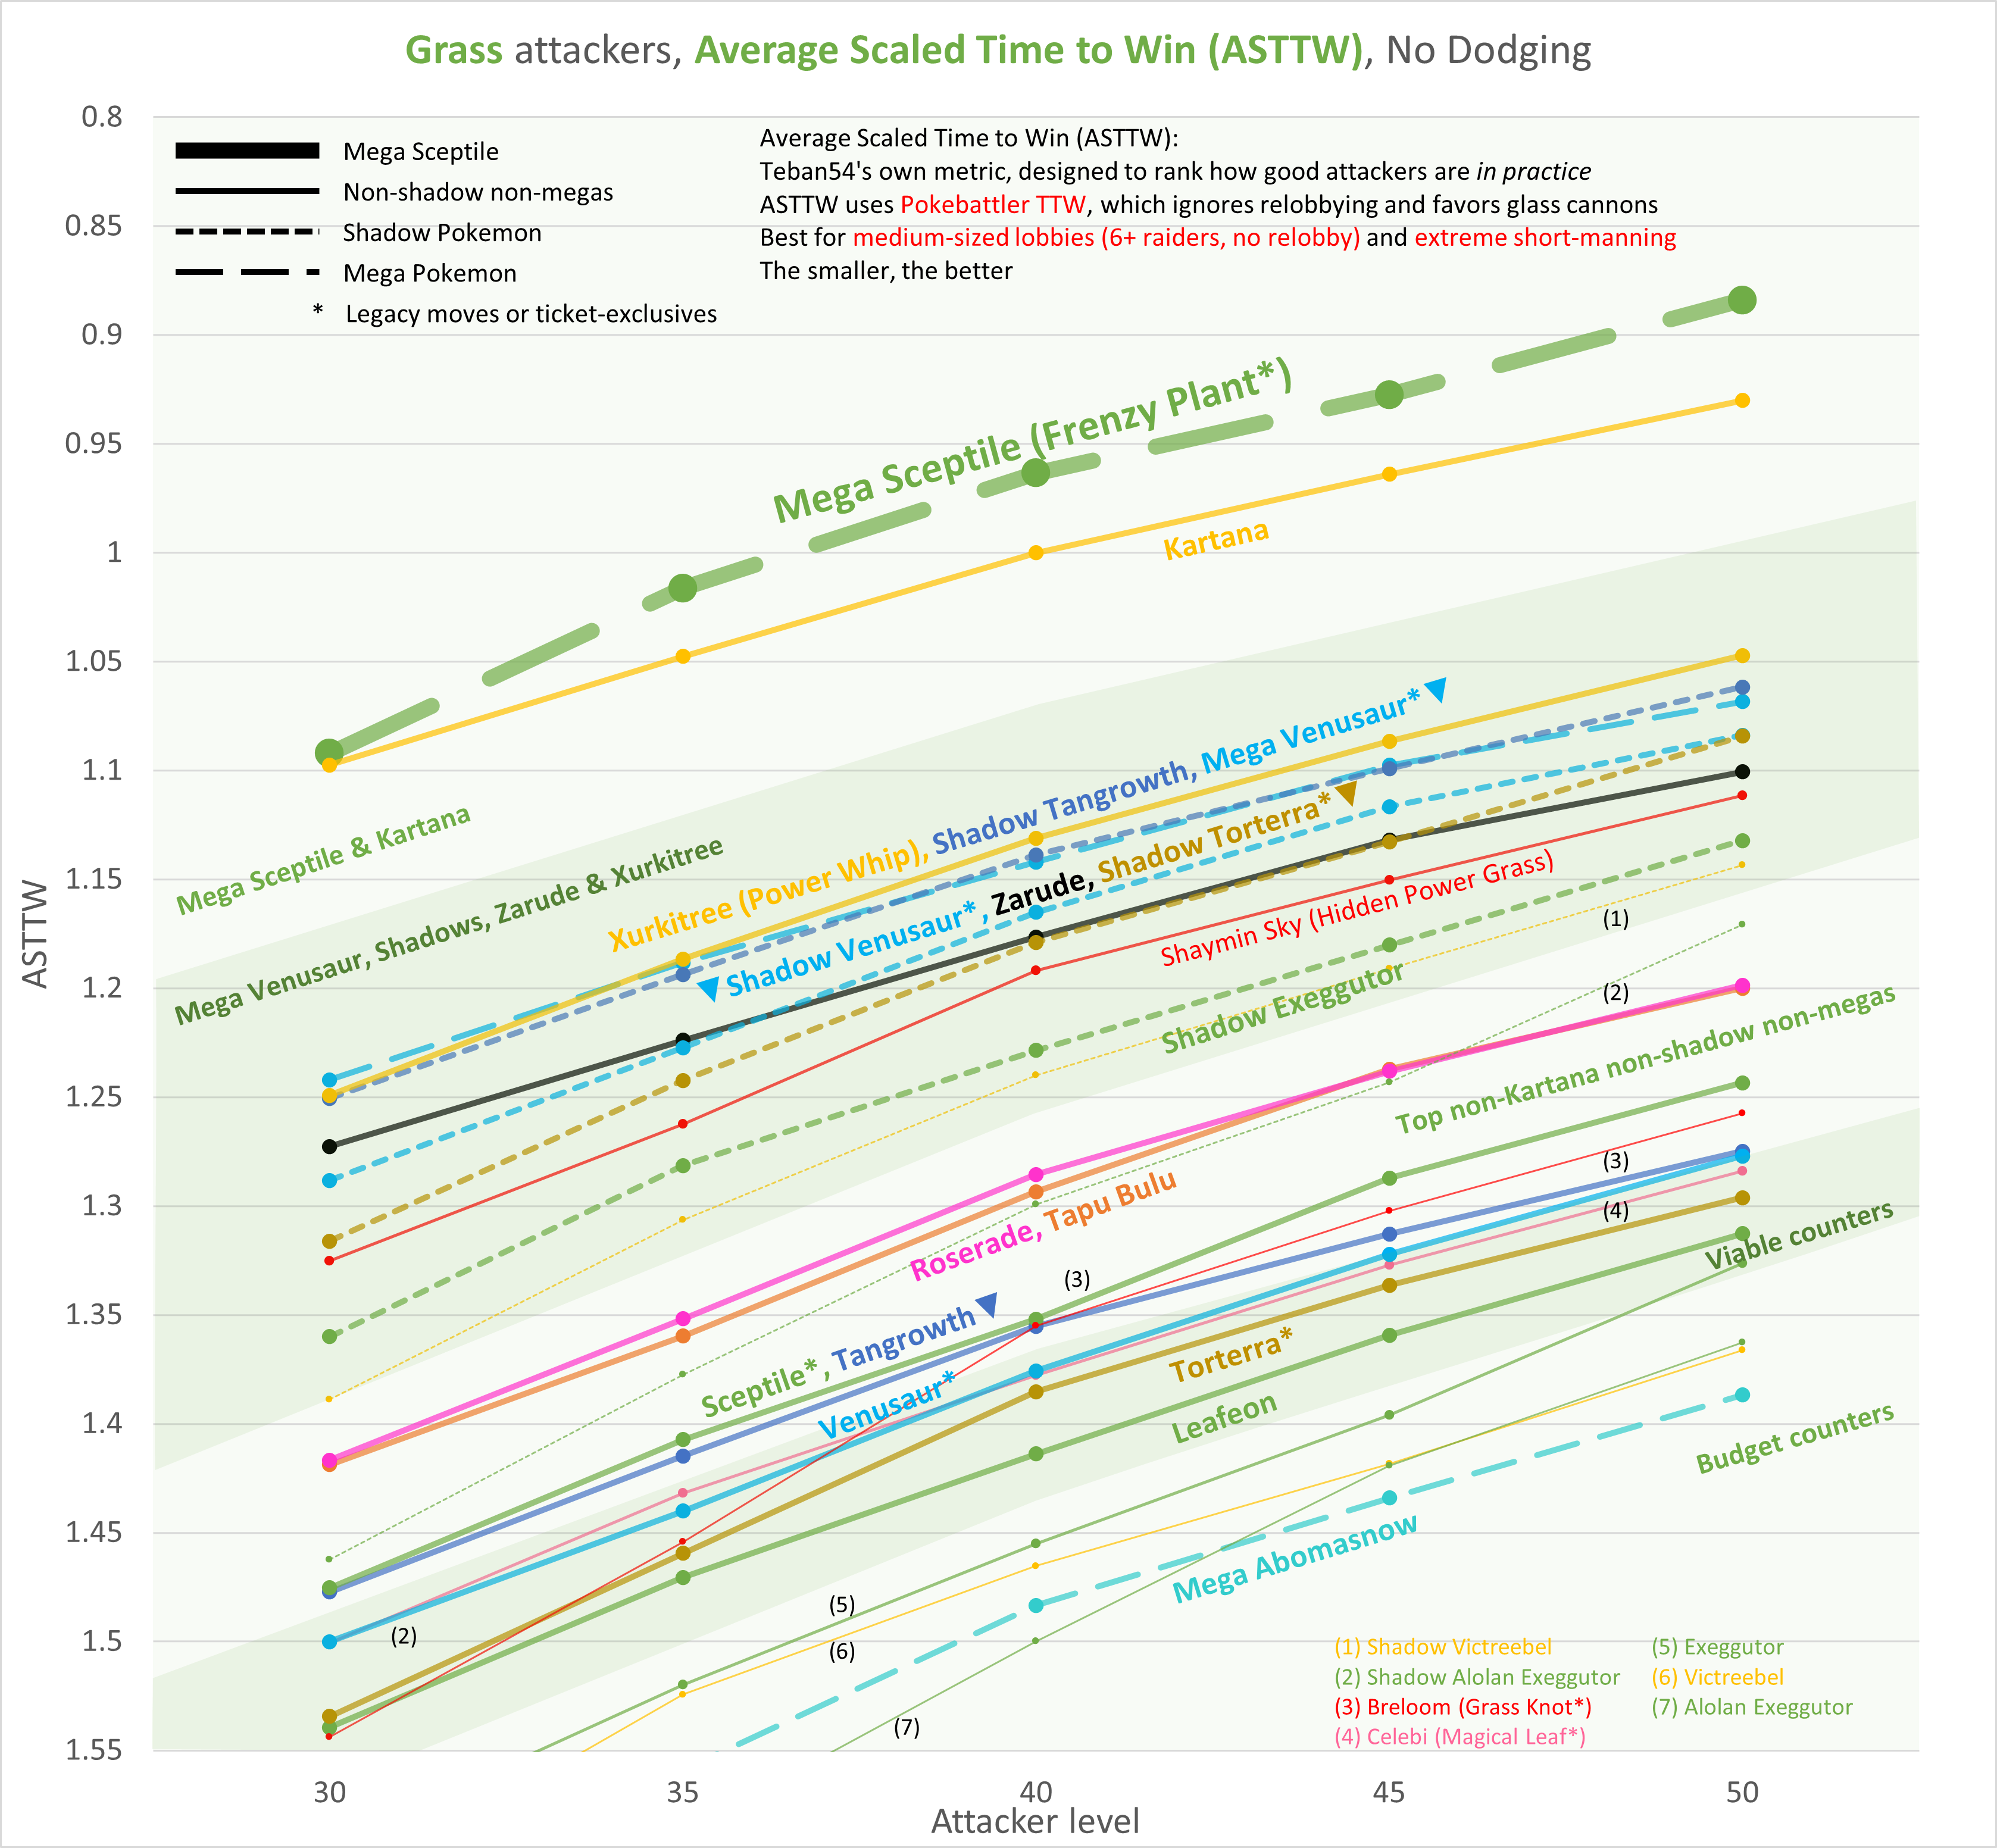 Grass attackers, Average Scaled Time to Win (ASTTW), No Dodging
0.8
0.85
0.9
0.95
1
1.05
1.1
1.15
1.2
1.25
1.3
1.35
1.4
1.45
1.5
1.55
ASTTW
Mega Sceptile
Non-shadow non-megas
Shadow Pokemon
Mega Pokemon
* Legacy moves or ticket-exclusives
Average Scaled Time to Win (ASTTW):
Teban54's own metric, designed to rank how good attackers are in practice
ASTTW uses Pokebattler TTW, which ignores relobbying and favors glass cannons
Best for medium-sized lobbies (6+ raiders, no relobby) and extreme short-manning
The smaller, the better
Mega Sceptile (Frenzy Plant*)
Kartana
Mega Sceptile & Kartana
Mega Venusaur, Shadows, Zarude & Xurkitree
Xurkitree (Power Whip), Shadow Tangrowth, Mega Venusaur*
Shadow Venusaur*, Zarude, Shadow Torterra*
Shaymin Sky (Hidden Power Grass)
(1)
Shadow Exeggutor
(2)
Top non-Kartana non-shadow non-megas
(3)
Roserade, Tapu Bulu
(4)
(3)
Viable counters
Sceptile*, Tangrowth
Venusaur*
Torterra*
Leafeon
Budget counters
Mega Abomasnow
(5)
(2)
(6)
(7)
(1) Shadow Victreebel
(2) Shadow Alolan Exeggutor
(3) Breloom (Grass Knot*)
(4) Celebi (Magical Leaf*)
(5) Exeggutor
(6) Victreebel
(7) Alolan Exeggutor
30
35
40
45
50
Attacker level